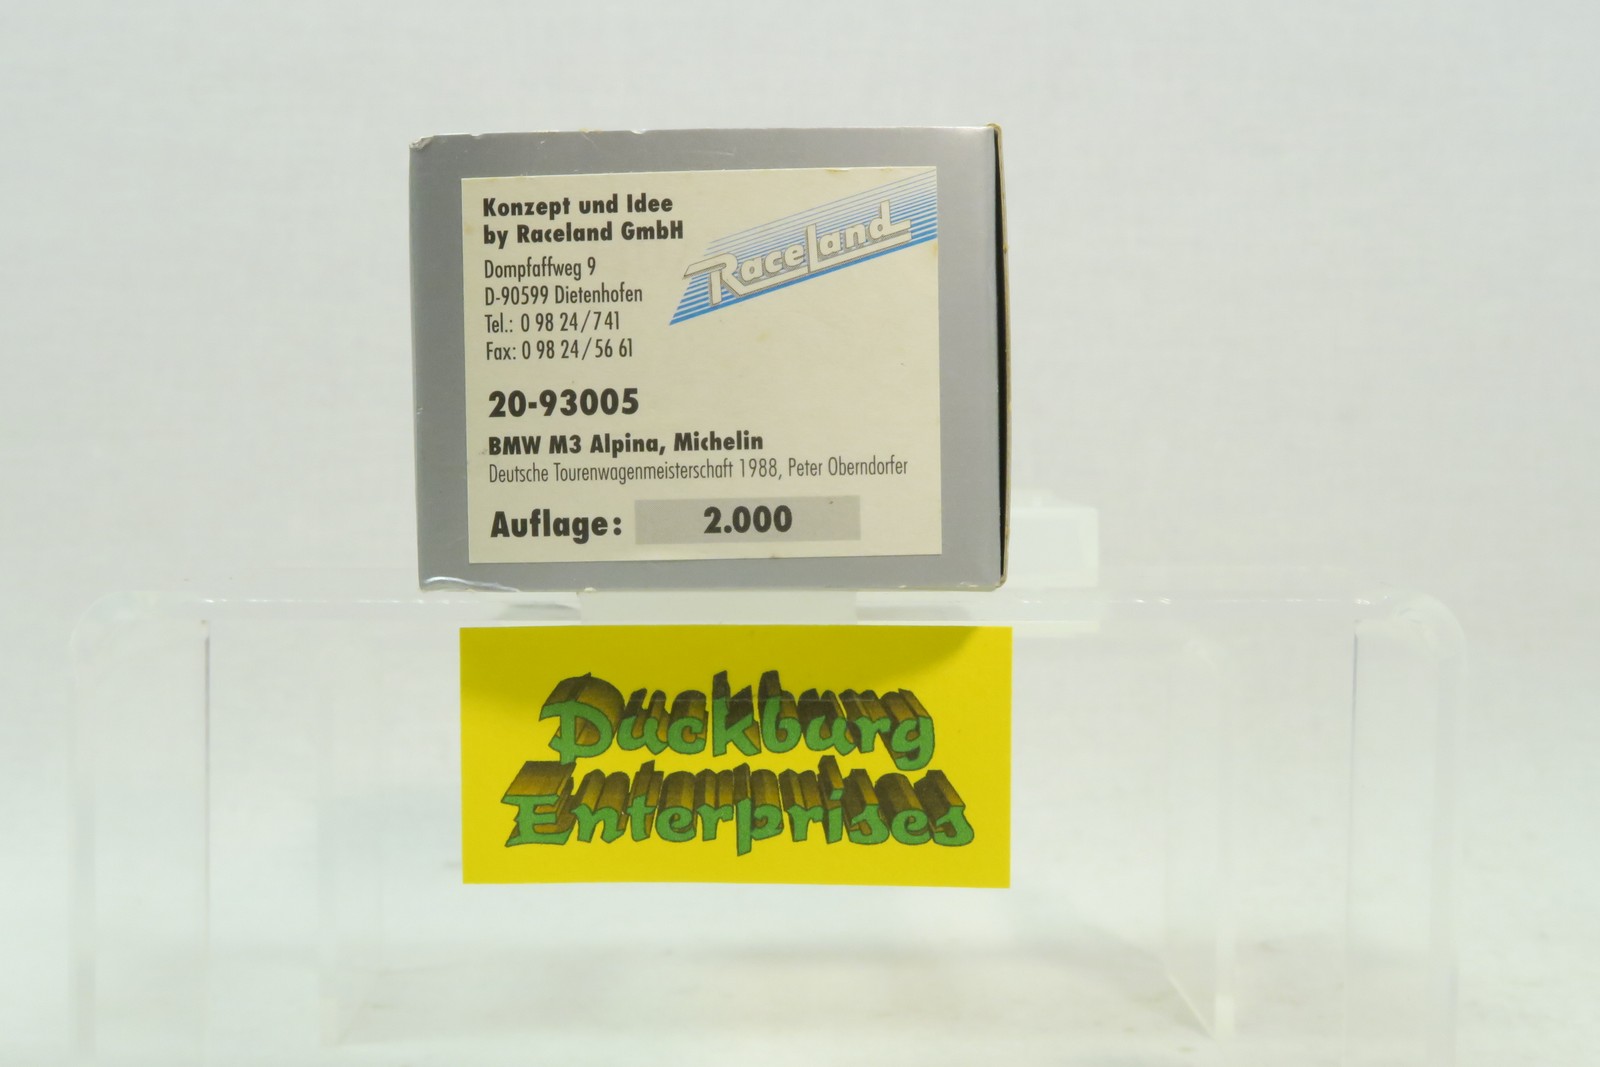 Konzept und Idee
by Raceland GmbH
RaceLand
Dompfaffweg 9
D-90599 Dietenhofen
Tel.: 0 98 24/741
Fax: 0 98 24/56 61
20-93005
BMW M3 Alpina, Michelin
Deutsche Tourenwagenmeisterschaft 1988, Peter Oberndorfer
Auflage: 2.000
Duckburg
Enterprises